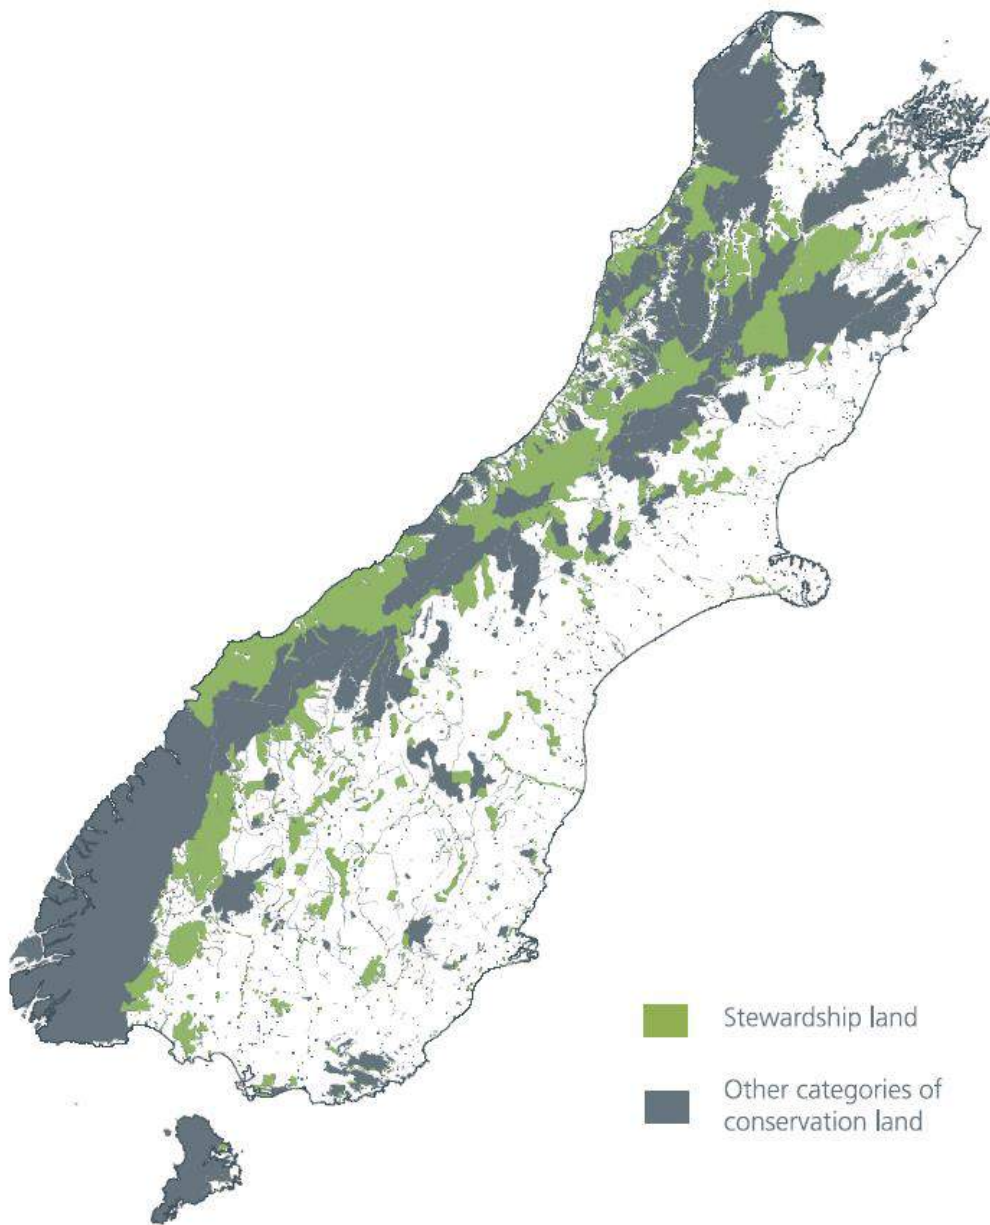 Stewardship land
Other categories of
conservation land